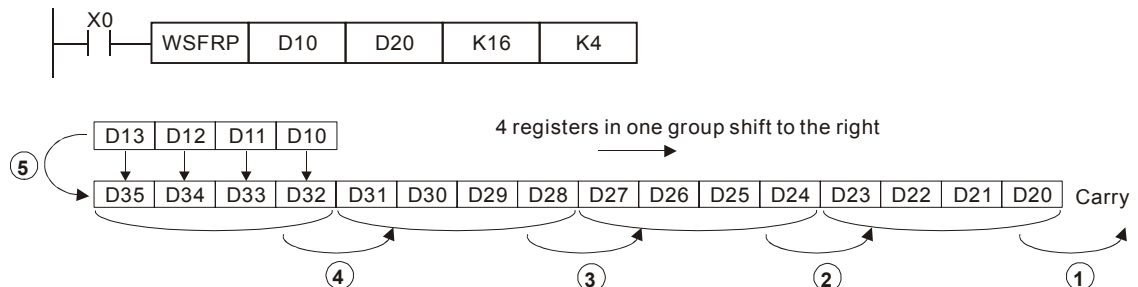 X0
WSFRP D10 D20 K16 K4
D13 D12 D11 D10
4 registers in one group shift to the right
5
D35 D34 D33 D32 D31 D30 D29 D28 D27 D26 D25 D24 D23 D22 D21 D20 Carry
4 3 2 1